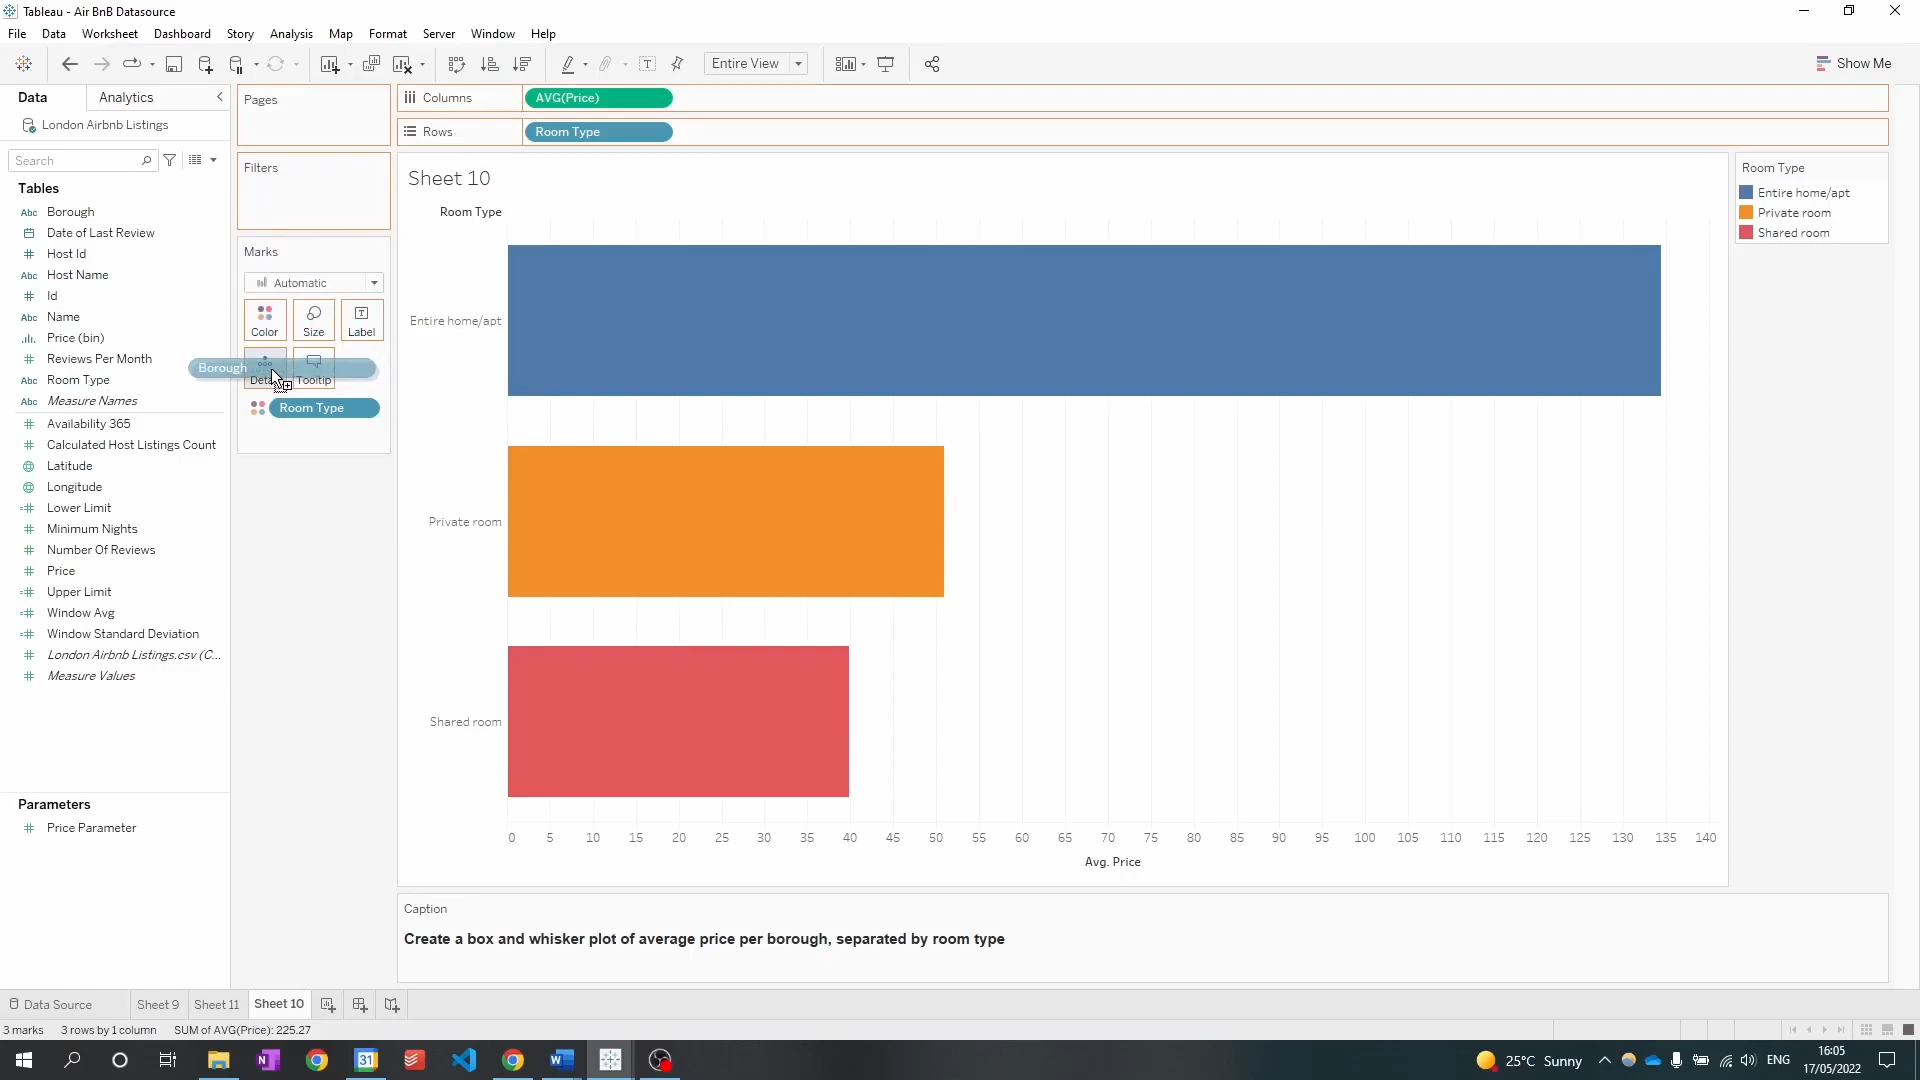 Tableau - Air BnB Datasource
File Data Worksheet Dashboard Story Analysis Map Format Server Window Help
Entire View
Show Me
Data Analytics
Pages
Columns AVG(Price)
London Airbnb Listings
Rows Room Type
Search
Filters
Sheet 10
Room Type
Entire home/apt
Private room
Shared room
Tables
Borough
Date of Last Review
Host Id
Host Name
Id
Name
Price (bin)
Reviews Per Month
Room Type
Measure Names
Availability 365
Calculated Host Listings Count
Latitude
Longitude
Lower Limit
Minimum Nights
Number Of Reviews
Price
Upper Limit
Window Avg
Window Standard Deviation
London Airbnb Listings.csv (C...
Measure Values
Parameters
Price Parameter
Marks
Automatic
Color Size Label
Borough
Tooltip
Room Type
Room Type
Entire home/apt
Private room
Shared room
0 5 10 15 20 25 30 35 40 45 50 55 60 65 70 75 80 85 90 95 100 105 110 115 120 125 130 135 140
Avg. Price
Caption
Create a box and whisker plot of average price per borough, separated by room type
Data Source Sheet 9 Sheet 11 Sheet 10
3 marks 3 rows by 1 column SUM of AVG(Price): 225.27
25°C Sunny
ENG
16:05
17/05/2022